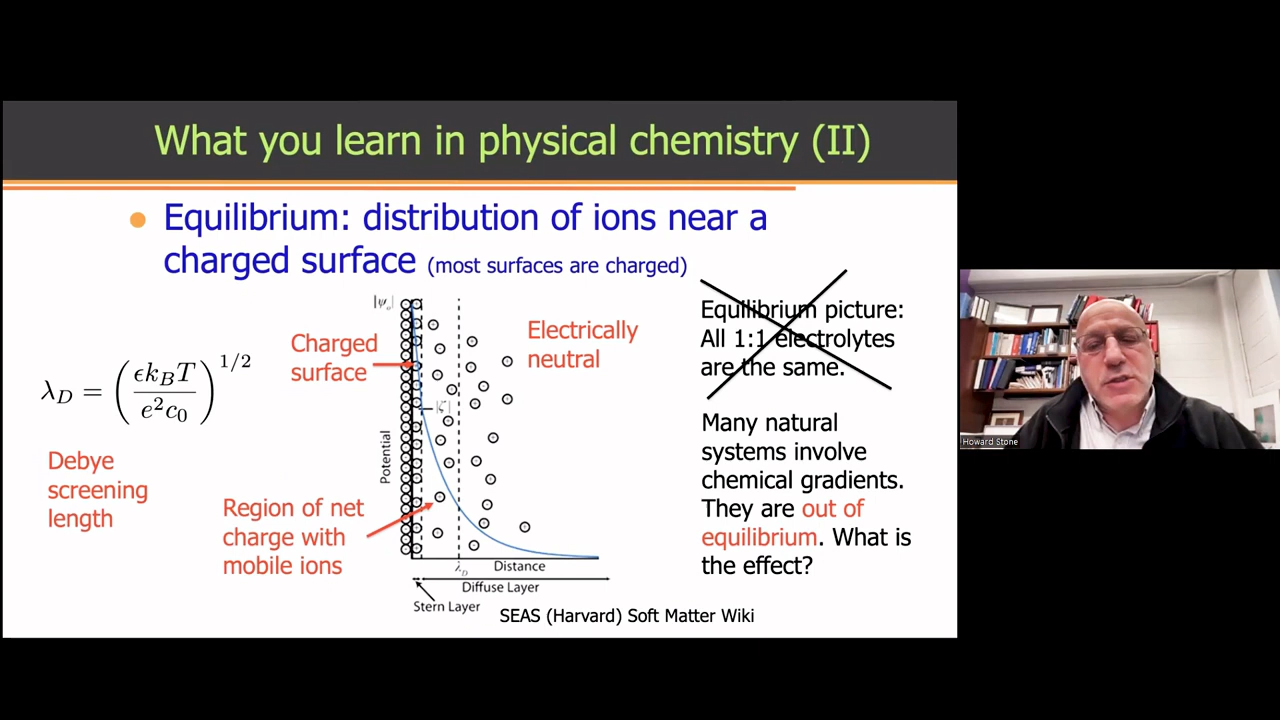 What you learn in physical chemistry (II)
Equilibrium: distribution of ions near a
charged surface (most surfaces are charged)
λ_D = (ϵk_BT / e²c₀)^1/2
Debye
screening
length
|ψ₀|
Charged
surface
Electrically
neutral
|ζ|
Potential
Region of net
charge with
mobile ions
λ_D
Distance
Diffuse Layer
Stern Layer
SEAS (Harvard) Soft Matter Wiki
Equilibrium picture:
All 1:1 electrolytes
are the same.
Many natural
systems involve
chemical gradients.
They are out of
equilibrium. What is
the effect?
Howard Stone